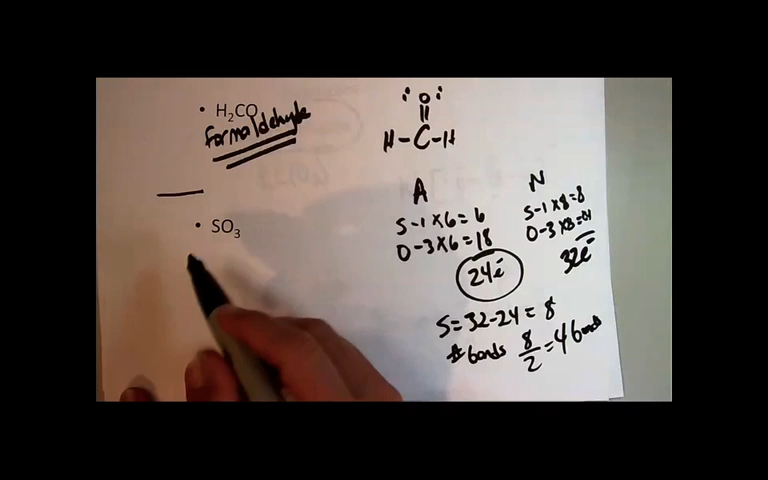 • H₂CO
formaldehyde
:O:
||
H-C-H
A
S-1×6=6
O-3×6=18
24e⁻
N
S-1×8=8
O-3×8=24
32e⁻
• SO₃
S=32-24=8
#bonds 8/2=4 bonds